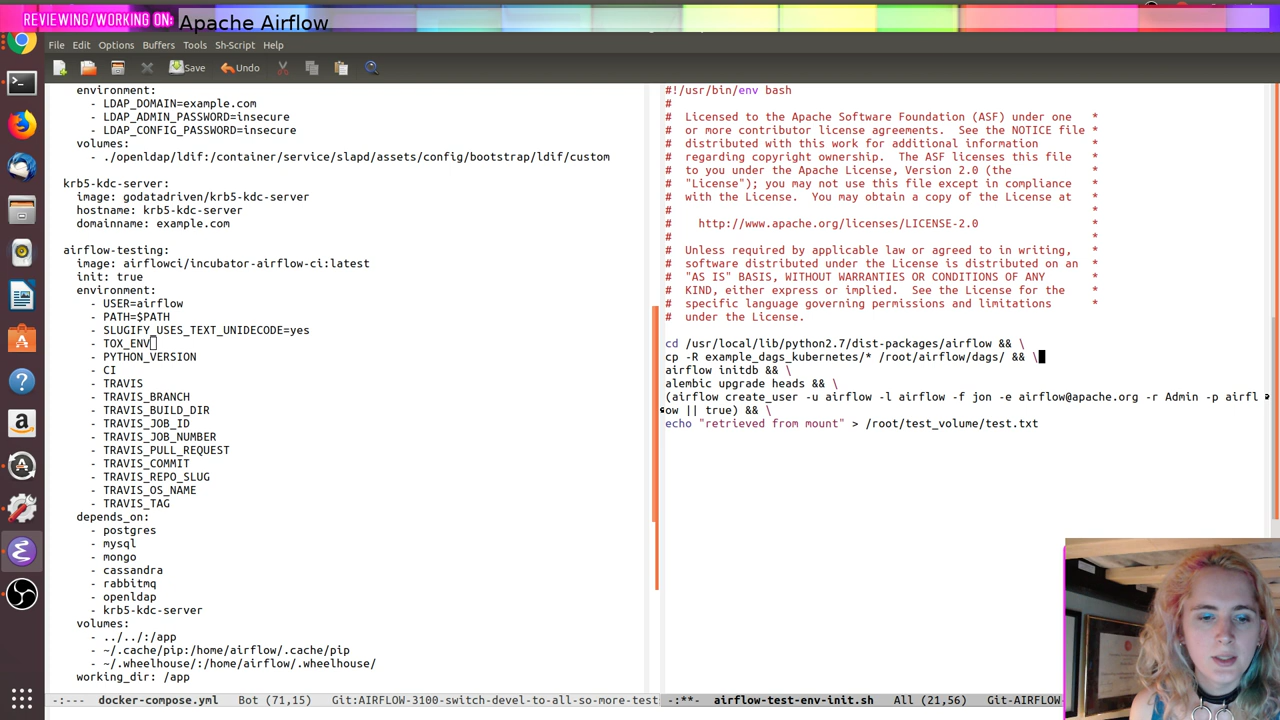 REVIEWING/WORKING ON: Apache Airflow
File Edit Options Buffers Tools Sh-Script Help
Save Undo
environment:
- LDAP_DOMAIN=example.com
- LDAP_ADMIN_PASSWORD=insecure
- LDAP_CONFIG_PASSWORD=insecure
volumes:
- ./openldap/ldif:/container/service/slapd/assets/config/bootstrap/ldif/custom
krb5-kdc-server:
image: godatadriven/krb5-kdc-server
hostname: krb5-kdc-server
domainname: example.com
airflow-testing:
image: airflowci/incubator-airflow-ci:latest
init: true
environment:
- USER=airflow
- PATH=$PATH
- SLUGIFY_USES_TEXT_UNIDECODE=yes
- TOX_ENV
- PYTHON_VERSION
- CI
- TRAVIS
- TRAVIS_BRANCH
- TRAVIS_BUILD_DIR
- TRAVIS_JOB_ID
- TRAVIS_JOB_NUMBER
- TRAVIS_PULL_REQUEST
- TRAVIS_COMMIT
- TRAVIS_REPO_SLUG
- TRAVIS_OS_NAME
- TRAVIS_TAG
depends_on:
- postgres
- mysql
- mongo
- cassandra
- rabbitmq
- openldap
- krb5-kdc-server
volumes:
- ../../:/app
- ~/.cache/pip:/home/airflow/.cache/pip
- ~/.wheelhouse/:/home/airflow/.wheelhouse/
working_dir: /app
-:--- docker-compose.yml Bot (71,15) Git:AIRFLOW-3100-switch-devel-to-all-so-more-test
#!/usr/bin/env bash
#
# Licensed to the Apache Software Foundation (ASF) under one *
# or more contributor license agreements. See the NOTICE file *
# distributed with this work for additional information *
# regarding copyright ownership. The ASF licenses this file *
# to you under the Apache License, Version 2.0 (the *
# "License"); you may not use this file except in compliance *
# with the License. You may obtain a copy of the License at *
# *
# http://www.apache.org/licenses/LICENSE-2.0 *
# *
# Unless required by applicable law or agreed to in writing, *
# software distributed under the License is distributed on an *
# "AS IS" BASIS, WITHOUT WARRANTIES OR CONDITIONS OF ANY *
# KIND, either express or implied. See the License for the *
# specific language governing permissions and limitations *
# under the License. *
cd /usr/local/lib/python2.7/dist-packages/airflow && \
cp -R example_dags_kubernetes/* /root/airflow/dags/ && \
airflow initdb && \
alembic upgrade heads && \
(airflow create_user -u airflow -l airflow -f jon -e airflow@apache.org -r Admin -p airfl
ow || true) && \
echo "retrieved from mount" > /root/test_volume/test.txt
-:**- airflow-test-env-init.sh All (21,56) Git-AIRFLOW-